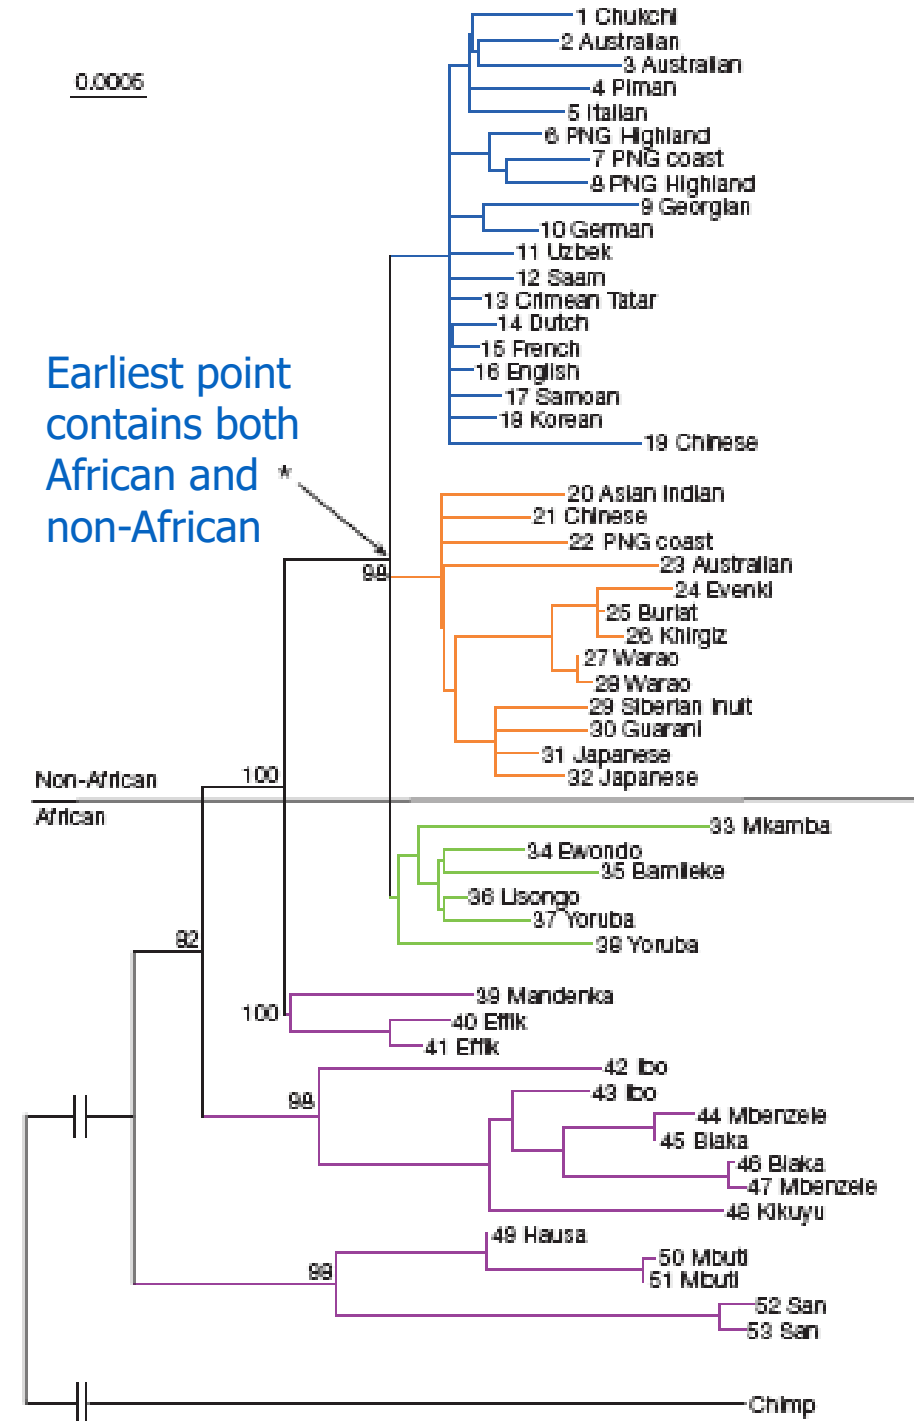 1 Chukchi
2 Australian
3 Australian
0.0005
4 Piman
5 Italian
6 PNG Highland
7 PNG coast
8 PNG Highland
9 Georgian
10 German
11 Uzbek
12 Saam
13 Crimean Tatar
14 Dutch
15 French
16 English
17 Samoan
18 Korean
19 Chinese
Earliest point
contains both
African and *
non-African
20 Asian Indian
21 Chinese
22 PNG coast
23 Australian
98
24 Evenki
25 Buriat
26 Khirgiz
27 Warao
28 Warao
29 Siberian Inuit
30 Guarani
31 Japanese
32 Japanese
100
Non-African
African
33 Mkamba
34 Ewondo
35 Bamileke
36 Lisongo
37 Yoruba
38 Yoruba
92
39 Mandenka
100
40 Effik
41 Effik
42 Ibo
98
43 Ibo
44 Mbenzele
45 Biaka
46 Biaka
47 Mbenzele
48 Kikuyu
49 Hausa
50 Mbuti
51 Mbuti
99
52 San
53 San
Chimp